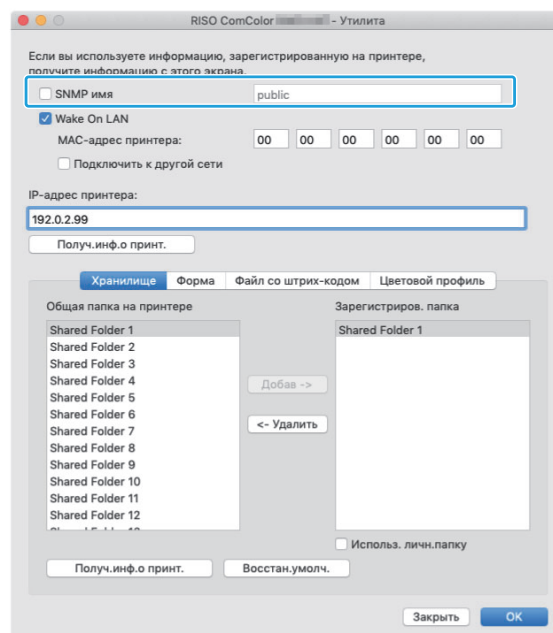 RISO ComColor - Утилита
Если вы используете информацию, зарегистрированную на принтере,
получите информацию с этого экрана.
SNMP имя public
Wake On LAN
MAC-адрес принтера: 00 00 00 00 00 00
Подключить к другой сети
IP-адрес принтера:
192.0.2.99
Получ.инф.о принт.
Хранилище Форма Файл со штрих-кодом Цветовой профиль
Общая папка на принтере Зарегистриров. папка
Shared Folder 1 Shared Folder 1
Shared Folder 2
Shared Folder 3
Shared Folder 4
Добав ->
Shared Folder 5
Shared Folder 6
<- Удалить
Shared Folder 7
Shared Folder 8
Shared Folder 9
Shared Folder 10
Shared Folder 11
Shared Folder 12
Использ. личн.папку
Получ.инф.о принт. Восстан.умолч.
Закрыть OK